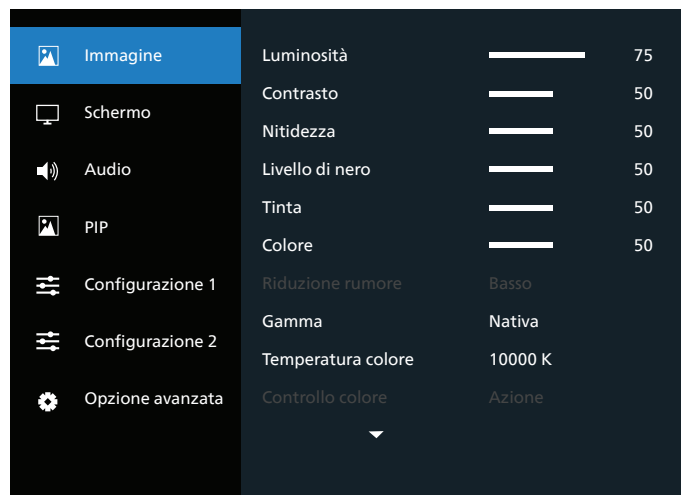 Immagine
Schermo
Audio
PIP
Configurazione 1
Configurazione 2
Opzione avanzata
Luminosità 75
Contrasto 50
Nitidezza 50
Livello di nero 50
Tinta 50
Colore 50
Riduzione rumore Basso
Gamma Nativa
Temperatura colore 10000 K
Controllo colore Azione